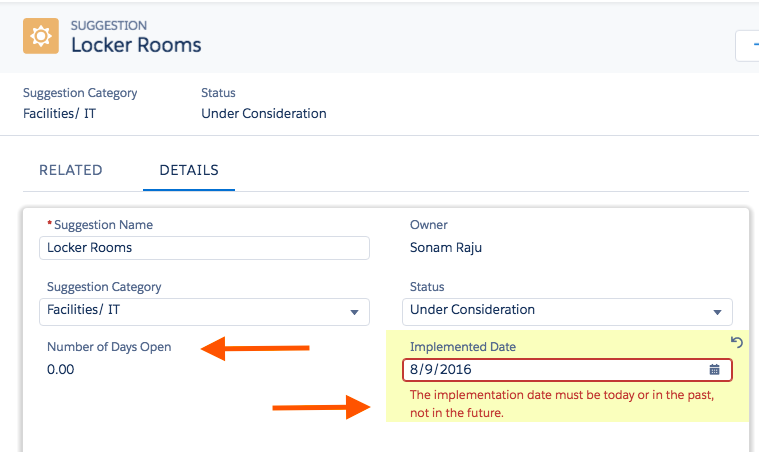 SUGGESTION
Locker Rooms
Suggestion Category
Status
Facilities/ IT
Under Consideration
RELATED
DETAILS
*Suggestion Name
Owner
Locker Rooms
Sonam Raju
Suggestion Category
Status
Facilities/ IT
Under Consideration
Number of Days Open
Implemented Date
0.00
8/9/2016
The implementation date must be today or in the past,
not in the future.